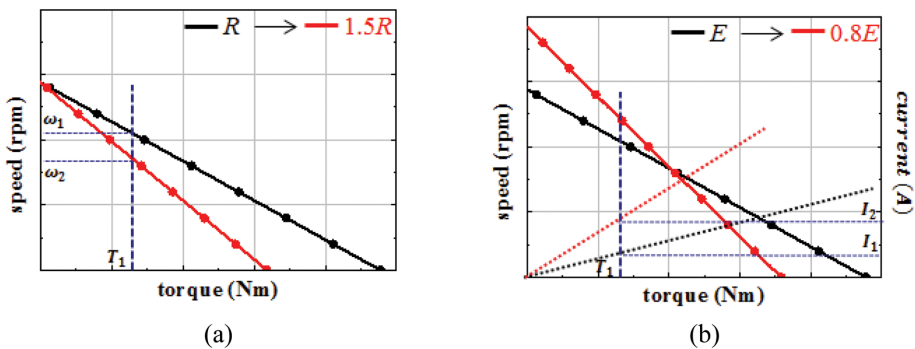 R → 1.5R
speed (rpm)
ω1
ω2
T1
torque (Nm)
(a)
E → 0.8E
speed (rpm)
current (A)
I2
I1
T1
torque (Nm)
(b)